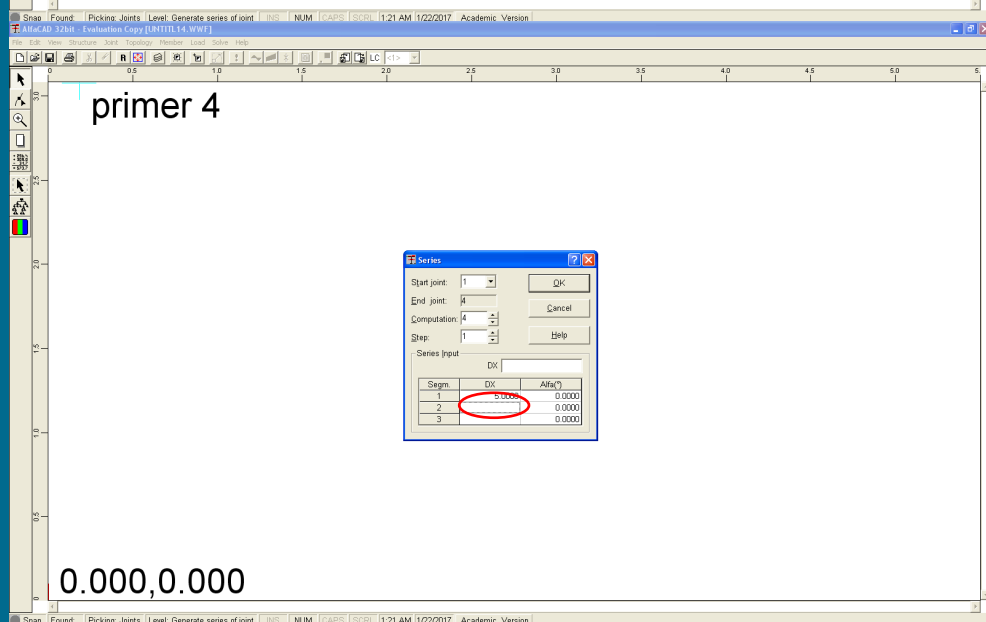 Snap Found: Picking: Joints Level: Generate series of joint INS NUM CAPS SCRL 1:21 AM 1/22/2017 Academic Version
AlfaCAD 32bit - Evaluation Copy [UNTITL14.WWF]
File Edit View Structure Joint Topology Member Load Solve Help
R LC <1>
0 0.5 1.0 1.5 2.0 2.5 3.0 3.5 4.0 4.5 5.0 5.
3.0
primer 4
2.5
2.0
Series
Start joint: 1 OK
End joint: 4
Cancel
Computation: 4
Step: 1 Help
1.5
Series Input
DX
Segm. DX Alfa(°)
1 5.0000 0.0000
2 0.0000
3 0.0000
1.0
0.5
0.000,0.000
0
Snap Found: Picking: Joints Level: Generate series of joint INS NUM CAPS SCRL 1:21 AM 1/22/2017 Academic Version